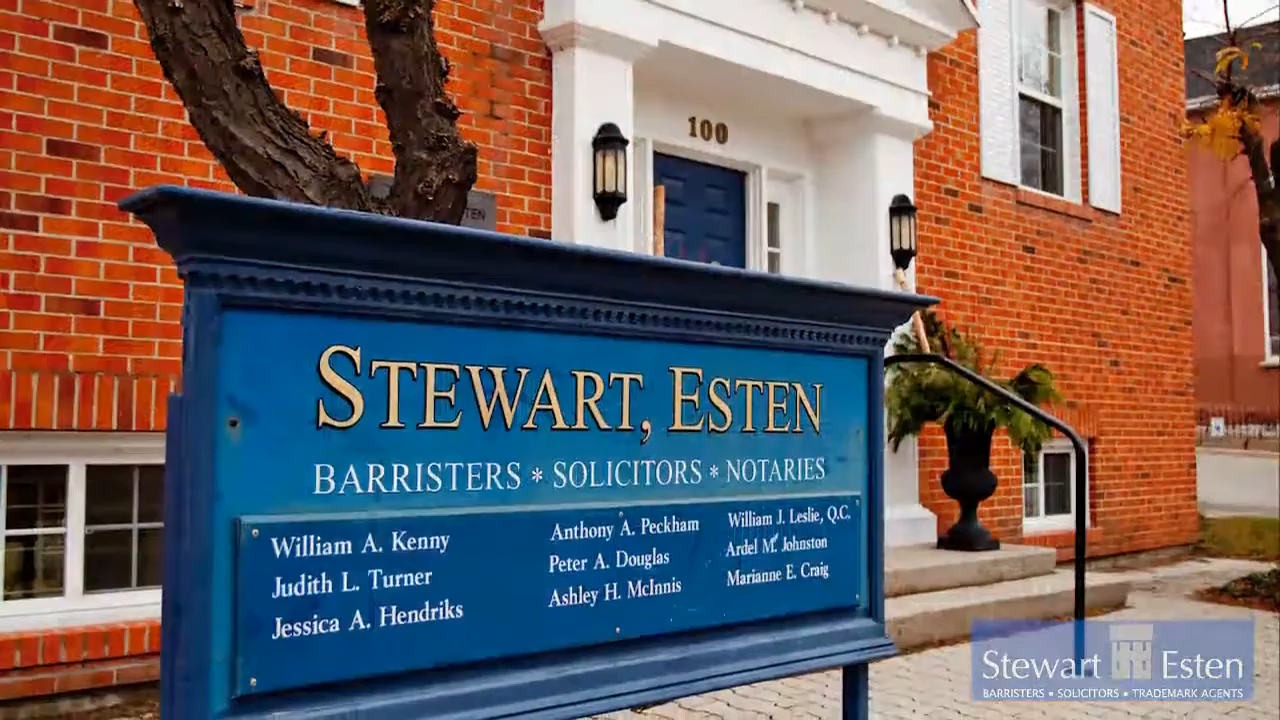 100
TEN
STEWART, ESTEN
BARRISTERS * SOLICITORS * NOTARIES
William A. Kenny
Judith L. Turner
Jessica A. Hendriks
Anthony A. Peckham
Peter A. Douglas
Ashley H. McInnis
William J. Leslie, Q.C.
Ardel M. Johnston
Marianne E. Craig
Stewart Esten
BARRISTERS • SOLICITORS • TRADEMARK AGENTS